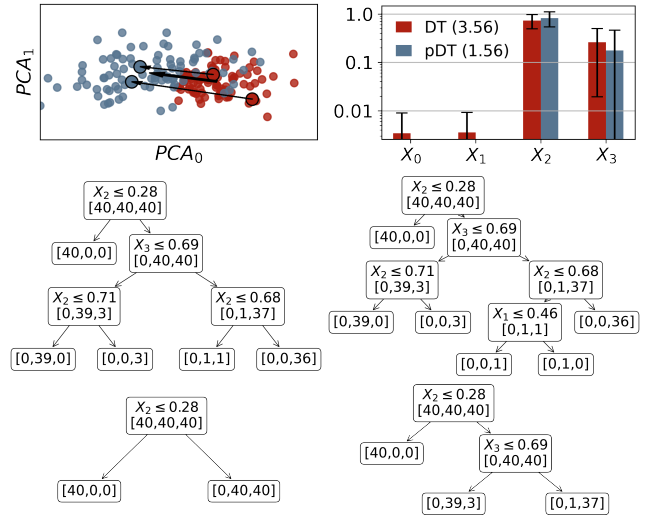 PCA₁
PCA₀
1.0
0.1
0.01
DT (3.56)
pDT (1.56)
X₀ X₁ X₂ X₃
X₂ ≤ 0.28
[40,40,40]
[40,0,0]
X₃ ≤ 0.69
[0,40,40]
X₂ ≤ 0.71
[0,39,3]
X₂ ≤ 0.68
[0,1,37]
[0,39,0]
[0,0,3]
[0,1,1]
[0,0,36]
X₂ ≤ 0.28
[40,40,40]
[40,0,0]
X₃ ≤ 0.69
[0,40,40]
X₂ ≤ 0.71
[0,39,3]
X₂ ≤ 0.68
[0,1,37]
[0,39,0]
[0,0,3]
X₁ ≤ 0.46
[0,1,1]
[0,0,36]
[0,0,1]
[0,1,0]
X₂ ≤ 0.28
[40,40,40]
[40,0,0]
[0,40,40]
X₂ ≤ 0.28
[40,40,40]
[40,0,0]
X₃ ≤ 0.69
[0,40,40]
[0,39,3]
[0,1,37]